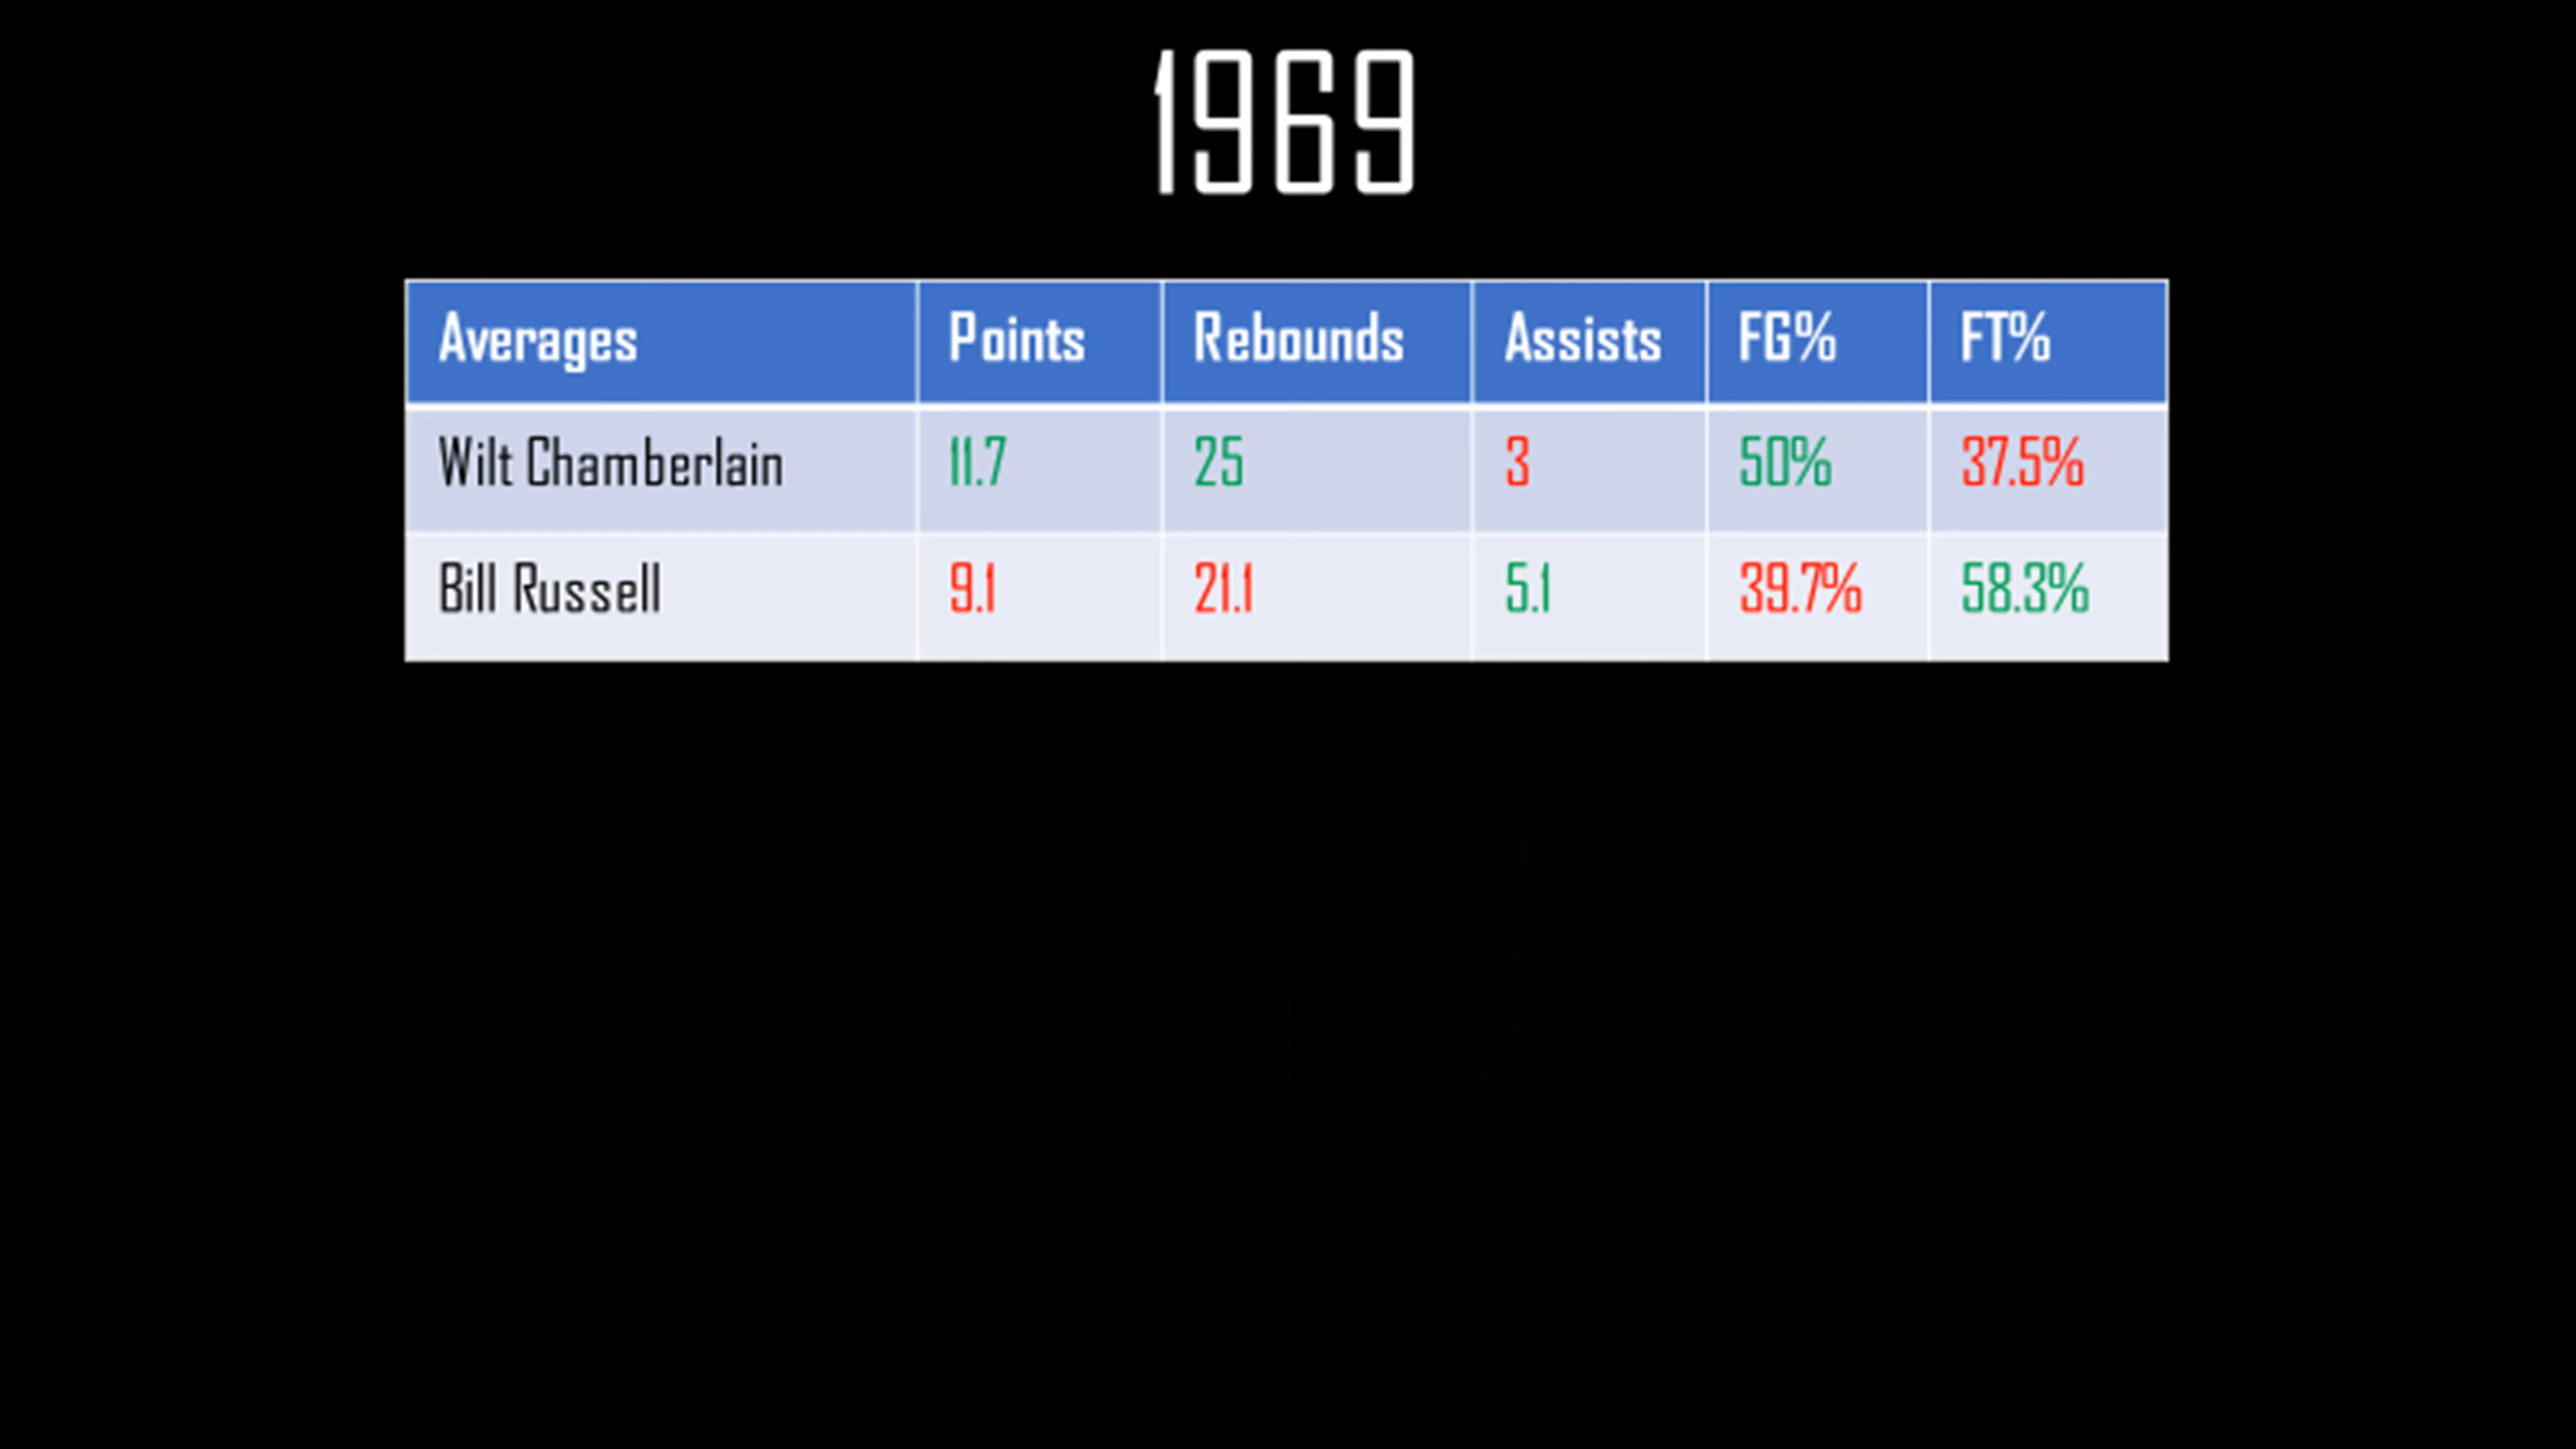 1969
Averages Points Rebounds Assists FG% FT%
Wilt Chamberlain 11.7 25 3 50% 37.5%
Bill Russell 9.1 21.1 5.1 39.7% 58.3%